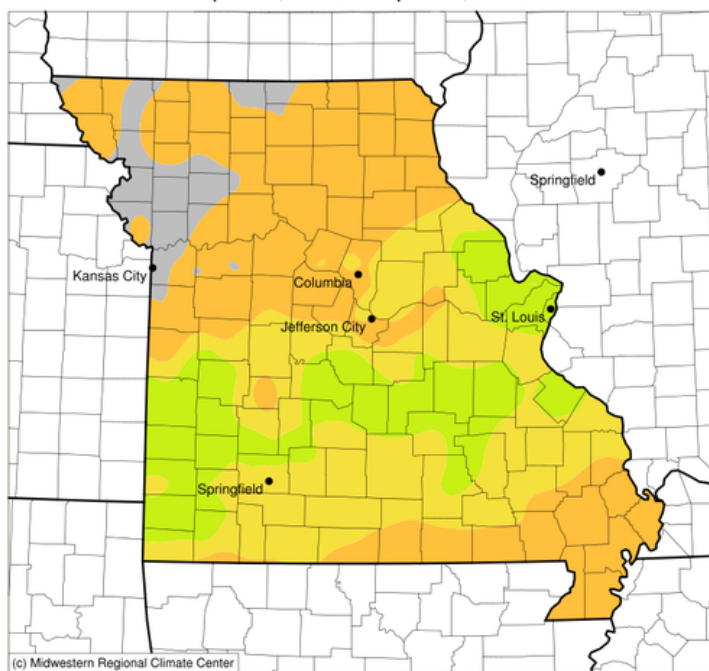 Springfield
Kansas City
Columbia
Jefferson City
St. Louis
Springfield
(c) Midwestern Regional Climate Center